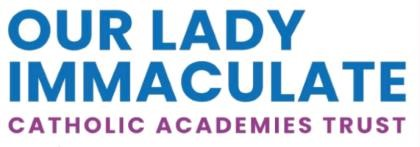 OUR LADY
IMMACULATE
CATHOLIC ACADEMIES TRUST